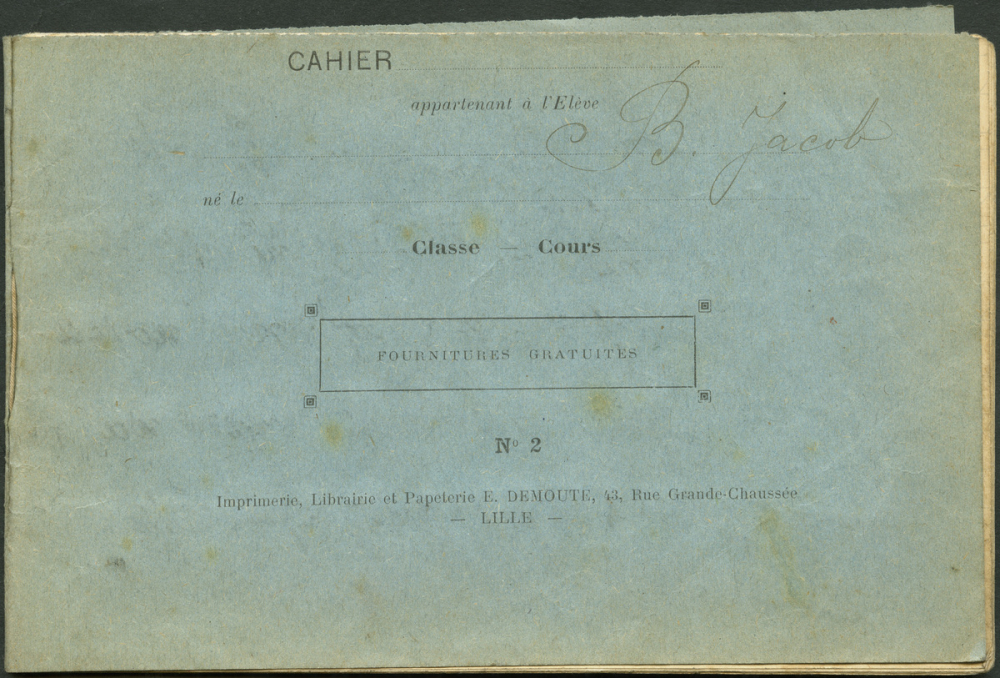 CAHIER
appartenant à l'Elève
B. Jacob
né le
Classe — Cours
FOURNITURES GRATUITES
Nº 2
Imprimerie, Librairie et Papeterie E. DEMOUTE, 43, Rue Grande-Chaussée
— LILLE —